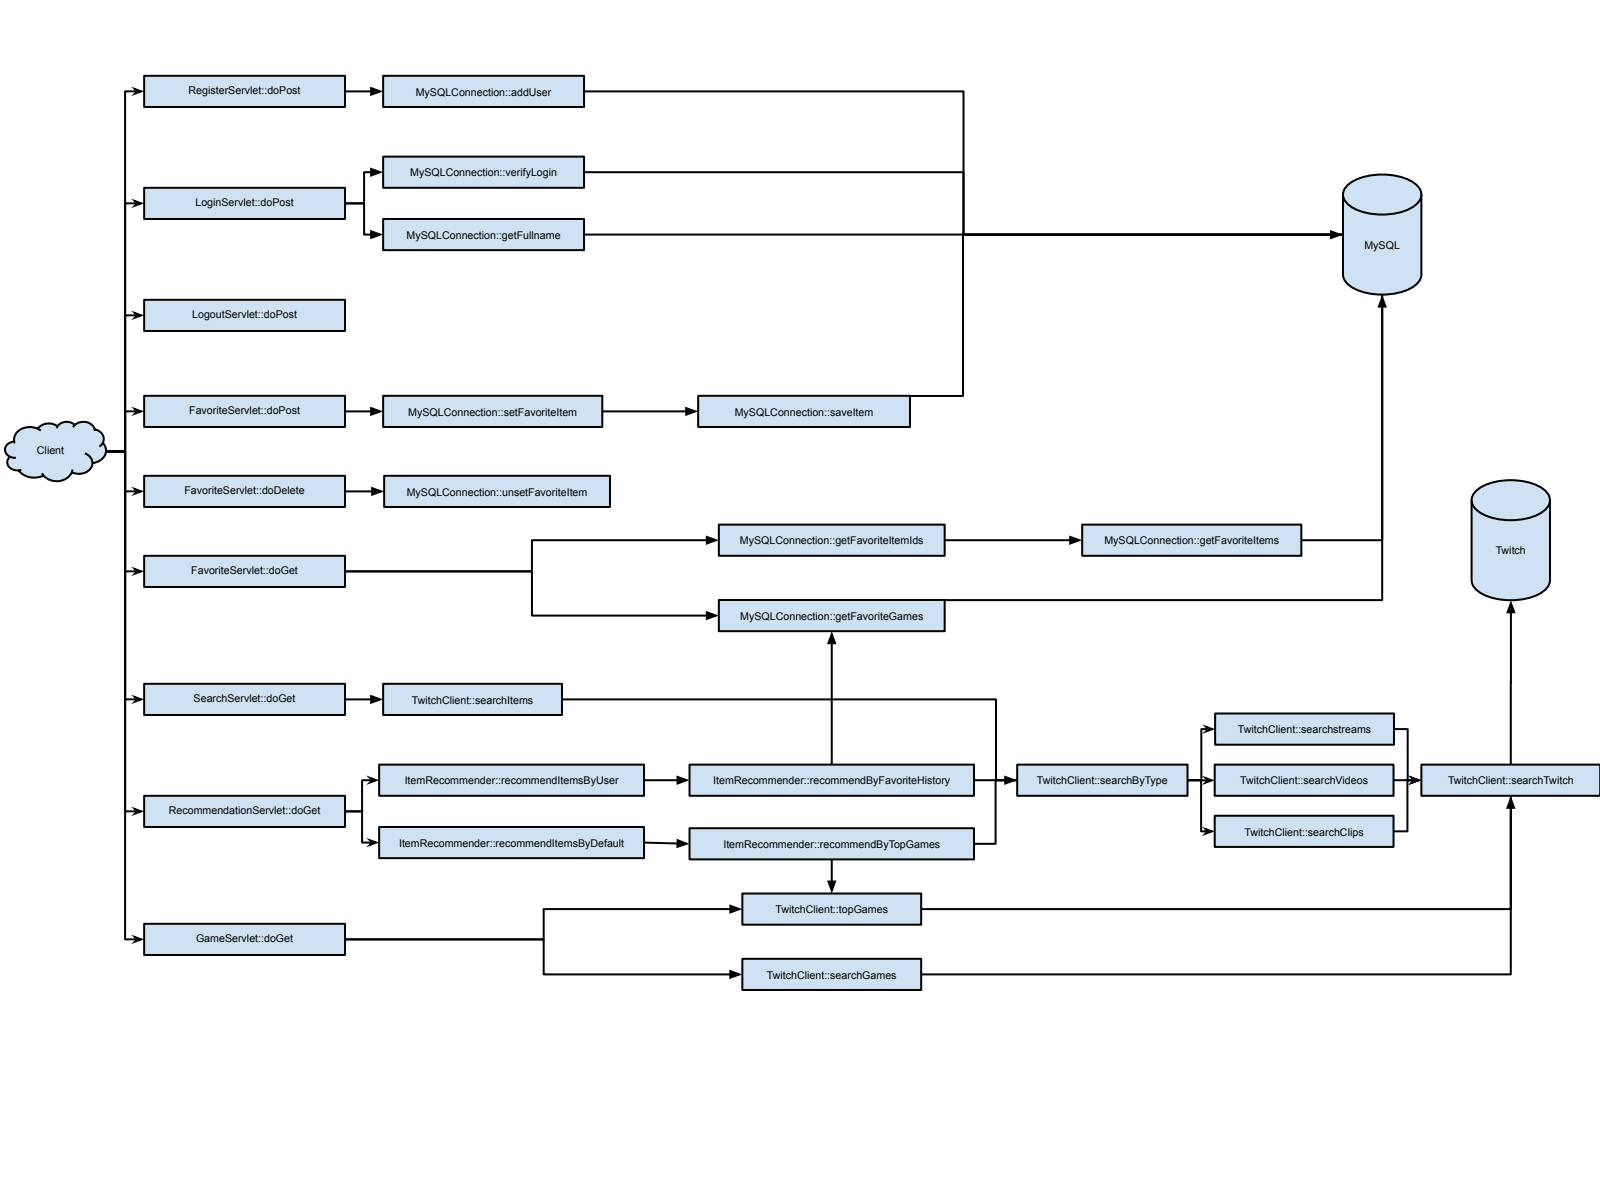 RegisterServlet::doPost
MySQLConnection::addUser
MySQLConnection::verifyLogin
LoginServlet::doPost
MySQLConnection::getFullname
MySQL
LogoutServlet::doPost
FavoriteServlet::doPost
MySQLConnection::setFavoriteItem
MySQLConnection::saveItem
Client
FavoriteServlet::doDelete
MySQLConnection::unsetFavoriteItem
MySQLConnection::getFavoriteItemIds
MySQLConnection::getFavoriteItems
Twitch
FavoriteServlet::doGet
MySQLConnection::getFavoriteGames
SearchServlet::doGet
TwitchClient::searchItems
TwitchClient::searchstreams
ItemRecommender::recommendItemsByUser
ItemRecommender::recommendByFavoriteHistory
TwitchClient::searchByType
TwitchClient::searchVideos
TwitchClient::searchTwitch
RecommendationServlet::doGet
ItemRecommender::recommendItemsByDefault
ItemRecommender::recommendByTopGames
TwitchClient::searchClips
TwitchClient::topGames
GameServlet::doGet
TwitchClient::searchGames